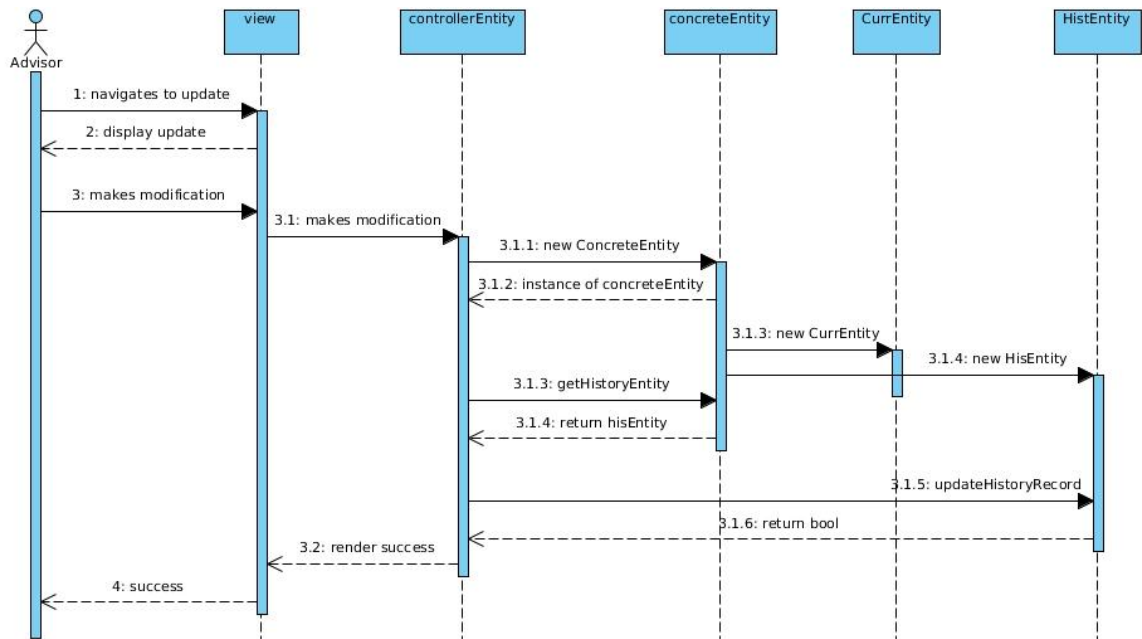 view
controllerEntity
concreteEntity
CurrEntity
HistEntity
Advisor
1: navigates to update
2: display update
3: makes modification
3.1: makes modification
3.1.1: new ConcreteEntity
3.1.2: instance of concreteEntity
3.1.3: new CurrEntity
3.1.4: new HisEntity
3.1.3: getHistoryEntity
3.1.4: return hisEntity
3.1.5: updateHistoryRecord
3.1.6: return bool
3.2: render success
4: success